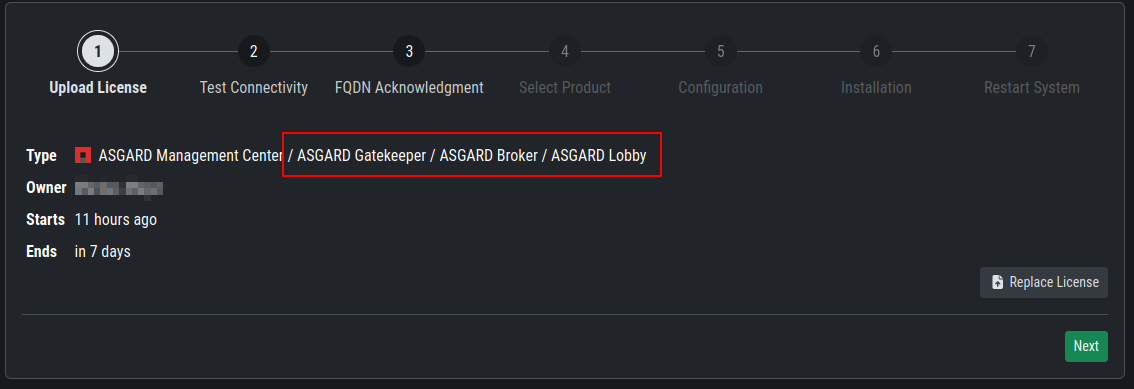 1 2 3 4 5 6 7
Upload License Test Connectivity FQDN Acknowledgment Select Product Configuration Installation Restart System
Type ASGARD Management Center / ASGARD Gatekeeper / ASGARD Broker / ASGARD Lobby
Owner
Starts 11 hours ago
Ends in 7 days
Replace License
Next